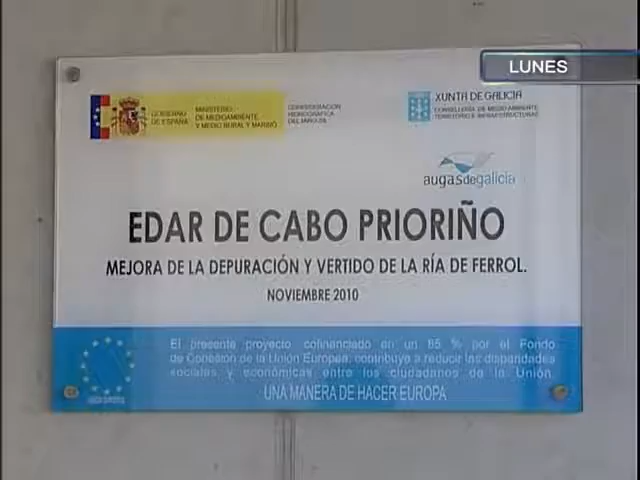 LUNES
GOBIERNO
DE ESPAÑA
MINISTERIO
DE MEDIO AMBIENTE
Y MEDIO RURAL Y MARINO
CONFEDERACIÓN
HIDROGRÁFICA
DEL MIÑO-SIL
XUNTA DE GALICIA
CONSELLERÍA DE MEDIO AMBIENTE,
TERRITORIO E INFRAESTRUTURAS
augasdegalicia
EDAR DE CABO PRIORIÑO
MEJORA DE LA DEPURACIÓN Y VERTIDO DE LA RÍA DE FERROL.
NOVIEMBRE 2010
El presente proyecto cofinanciado en un 85 % por el Fondo
de Cohesión de la Unión Europea, contribuye a reducir las disparidades
sociales y económicas entre los ciudadanos de la Unión.
UNA MANERA DE HACER EUROPA